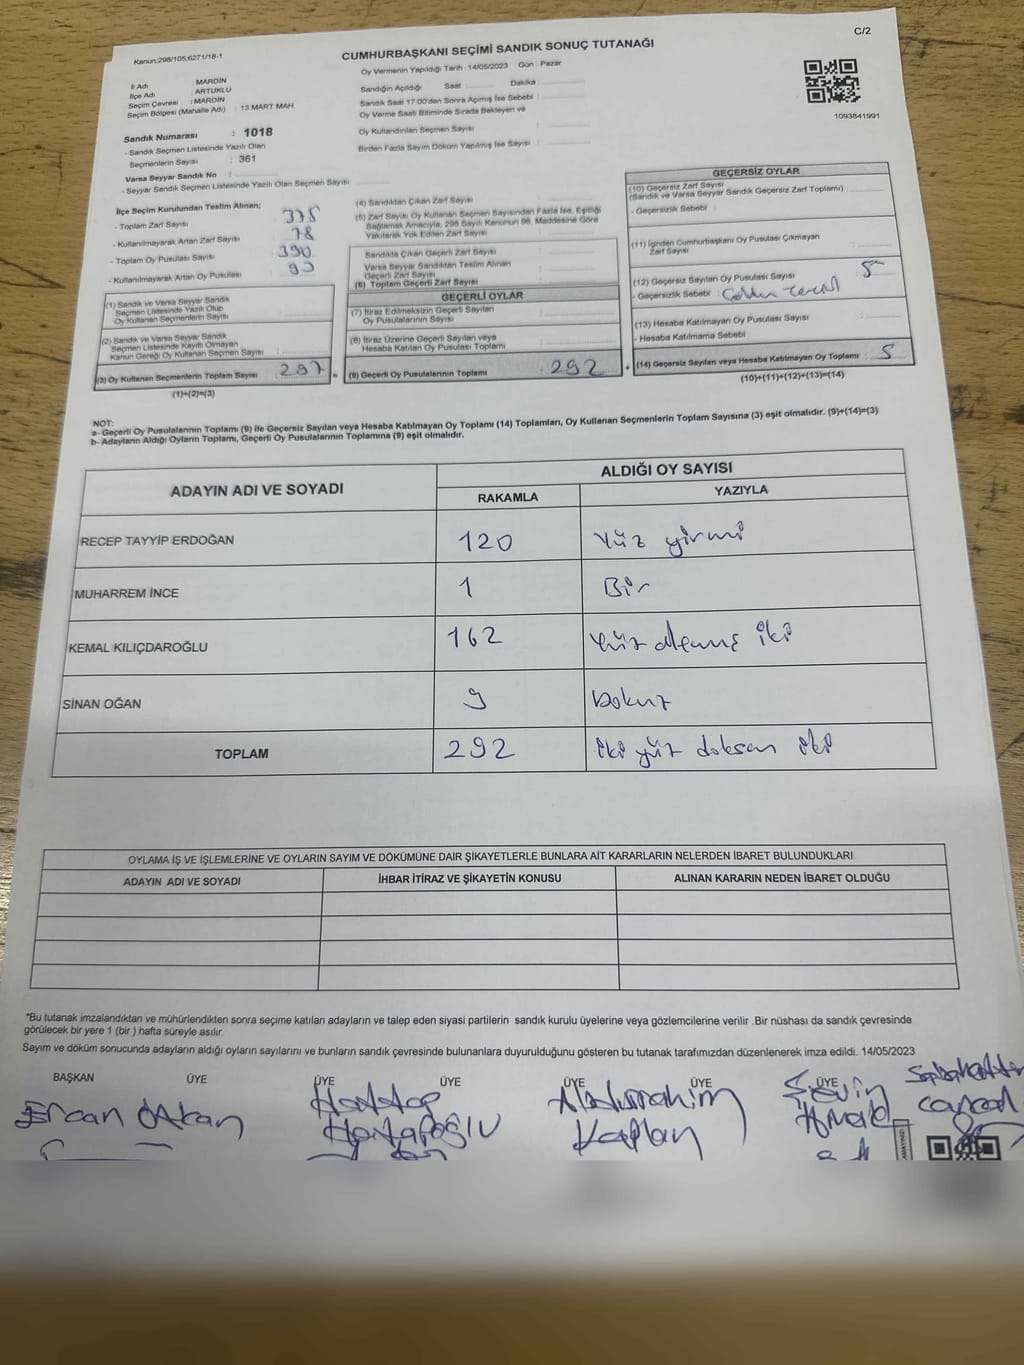 C/2
Kanun;298/105,6271/18-1
CUMHURBAŞKANI SEÇİMİ SANDIK SONUÇ TUTANAĞI
Oy Vermenin Yapıldığı Tarih : 14/05/2023 Gün : Pazar
İl Adı : MARDİN
İlçe Adı : ARTUKLU
Seçim Çevresi : MARDİN
Seçim Bölgesi (Mahalle Adı) : 13 MART MAH.
Sandığın Açıldığı Saat : Dakika :
Sandık Saat 17:00'den Sonra Açılmış İse Sebebi :
Oy Verme Saati Bitiminde Sırada Bekleyen ve
Oy Kullandırılan Seçmen Sayısı :
Birden Fazla Sayım Döküm Yapılmış İse Sayısı :
1093841991
Sandık Numarası : 1018
- Sandık Seçmen Listesinde Yazılı Olan
Seçmenlerin Sayısı : 361
Varsa Seyyar Sandık No :
- Seyyar Sandık Seçmen Listesinde Yazılı Olan Seçmen Sayısı :
İlçe Seçim Kurulundan Teslim Alınan;
- Toplam Zarf Sayısı : 375
- Kullanılmayarak Artan Zarf Sayısı : 78
- Toplam Oy Pusulası Sayısı : 390
- Kullanılmayarak Artan Oy Pusulası : 93
(1) Sandık ve Varsa Seyyar Sandık
Seçmen Listesinde Yazılı Olup
Oy Kullanan Seçmenlerin Sayısı :
(2) Sandık ve Varsa Seyyar Sandık
Seçmen Listesinde Kayıtlı Olmayan
Kanun Gereği Oy Kullanan Seçmen Sayısı :
(3) Oy Kullanan Seçmenlerin Toplam Sayısı : 297 =
(1)+(2)=(3)
(4) Sandıktan Çıkan Zarf Sayısı :
(5) Zarf Sayısı Oy Kullanan Seçmen Sayısından Fazla İse, Eşitliği
Sağlamak Amacıyla, 298 Sayılı Kanunun 98. Maddesine Göre
Yakılarak Yok Edilen Zarf Sayısı :
Sandıkta Çıkan Geçerli Zarf Sayısı :
Varsa Seyyar Sandıktan Teslim Alınan
Geçerli Zarf Sayısı :
(6) Toplam Geçerli Zarf Sayısı :
GEÇERLİ OYLAR
(7) İtiraz Edilmeksizin Geçerli Sayılan
Oy Pusulalarının Sayısı :
(8) İtiraz Üzerine Geçerli Sayılan veya
Hesaba Katılan Oy Pusulası Toplamı :
(9) Geçerli Oy Pusulalarının Toplamı : 292 +
GEÇERSİZ OYLAR
(10) Geçersiz Zarf Sayısı
(Sandık ve Varsa Seyyar Sandık Geçersiz Zarf Toplamı) :
- Geçersizlik Sebebi :
(11) İçinden Cumhurbaşkanı Oy Pusulası Çıkmayan
Zarf Sayısı :
(12) Geçersiz Sayılan Oy Pusulası Sayısı : 5
- Geçersizlik Sebebi :
(13) Hesaba Katılmayan Oy Pusulası Sayısı :
- Hesaba Katılmama Sebebi :
(14) Geçersiz Sayılan veya Hesaba Katılmayan Oy Toplamı : 5
(10)+(11)+(12)+(13)=(14)
NOT:
a- Geçerli Oy Pusulalarının Toplamı (9) ile Geçersiz Sayılan veya Hesaba Katılmayan Oy Toplamı (14) Toplamları, Oy Kullanan Seçmenlerin Toplam Sayısına (3) eşit olmalıdır. (9)+(14)=(3)
b- Adayların Aldığı Oyların Toplamı, Geçerli Oy Pusulalarının Toplamına (9) eşit olmalıdır.
ADAYIN ADI VE SOYADI
ALDIĞI OY SAYISI
RAKAMLA YAZIYLA
RECEP TAYYİP ERDOĞAN 120 Yüz yirmi
MUHARREM İNCE 1 Bir
KEMAL KILIÇDAROĞLU 162 Yüz altmış iki
SİNAN OĞAN 9 Dokuz
TOPLAM 292 iki yüz doksan iki
OYLAMA İŞ VE İŞLEMLERİNE VE OYLARIN SAYIM VE DÖKÜMÜNE DAİR ŞİKAYETLERLE BUNLARA AİT KARARLARIN NELERDEN İBARET BULUNDUKLARI
ADAYIN ADI VE SOYADI İHBAR İTİRAZ VE ŞİKAYETİN KONUSU ALINAN KARARIN NEDEN İBARET OLDUĞU
*Bu tutanak imzalandıktan ve mühürlendikten sonra seçime katılan adayların ve talep eden siyasi partilerin sandık kurulu üyelerine veya gözlemcilerine verilir .Bir nüshası da sandık çevresinde
görülecek bir yere 1 (bir ) hafta süreyle asılır.
Sayım ve döküm sonucunda adayların aldığı oyların sayılarını ve bunların sandık çevresinde bulunanlara duyurulduğunu gösteren bu tutanak tarafımızdan düzenlenerek imza edildi. 14/05/2023
BAŞKAN ÜYE ÜYE ÜYE ÜYE ÜYE ÜYE
Ercan Abdurrahim Sevin
Kaplan